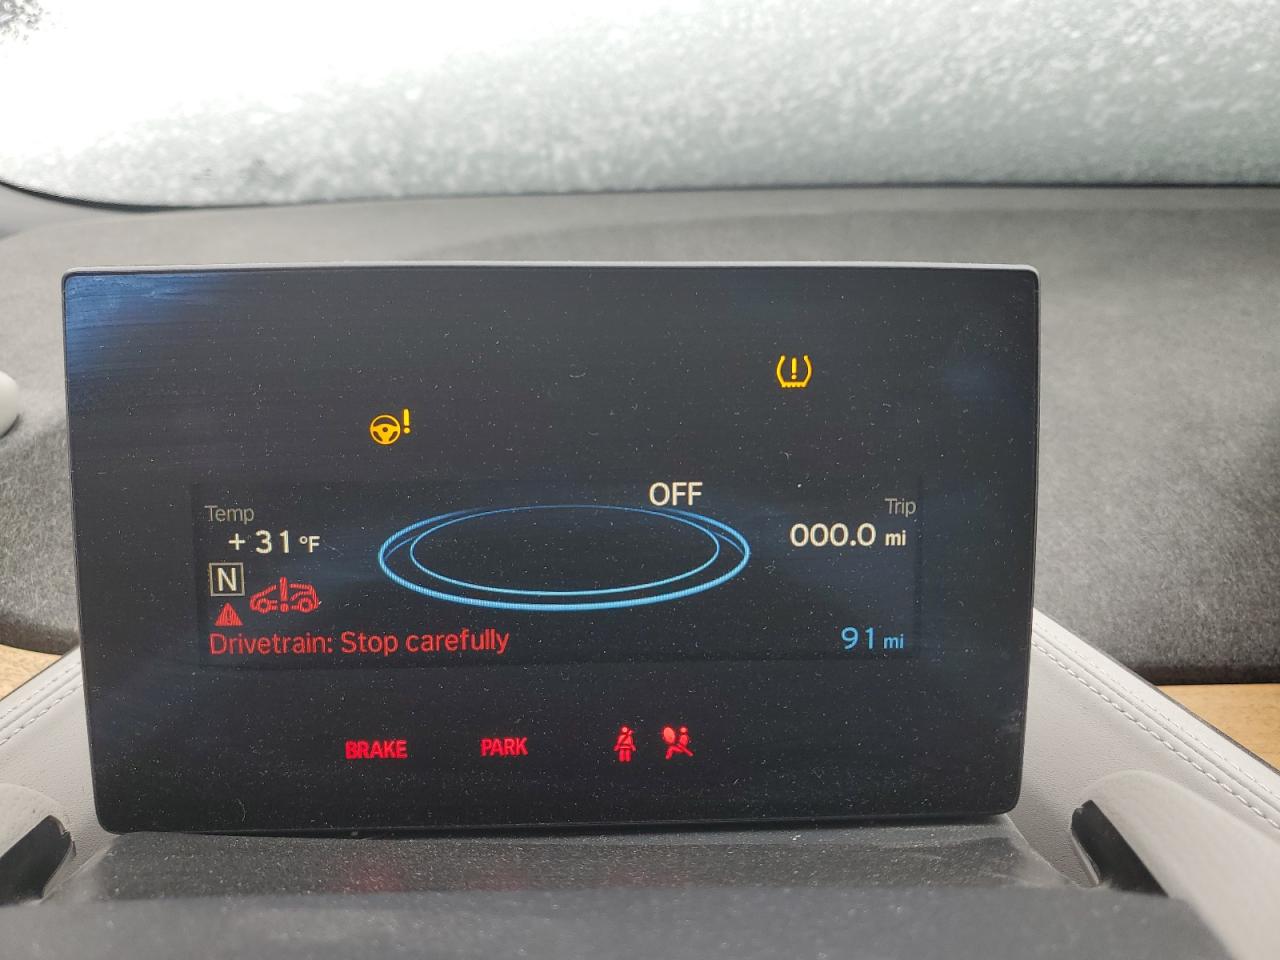 OFF
Temp
Trip
+31°F
000.0 mi
N
Drivetrain: Stop carefully
91 mi
BRAKE
PARK